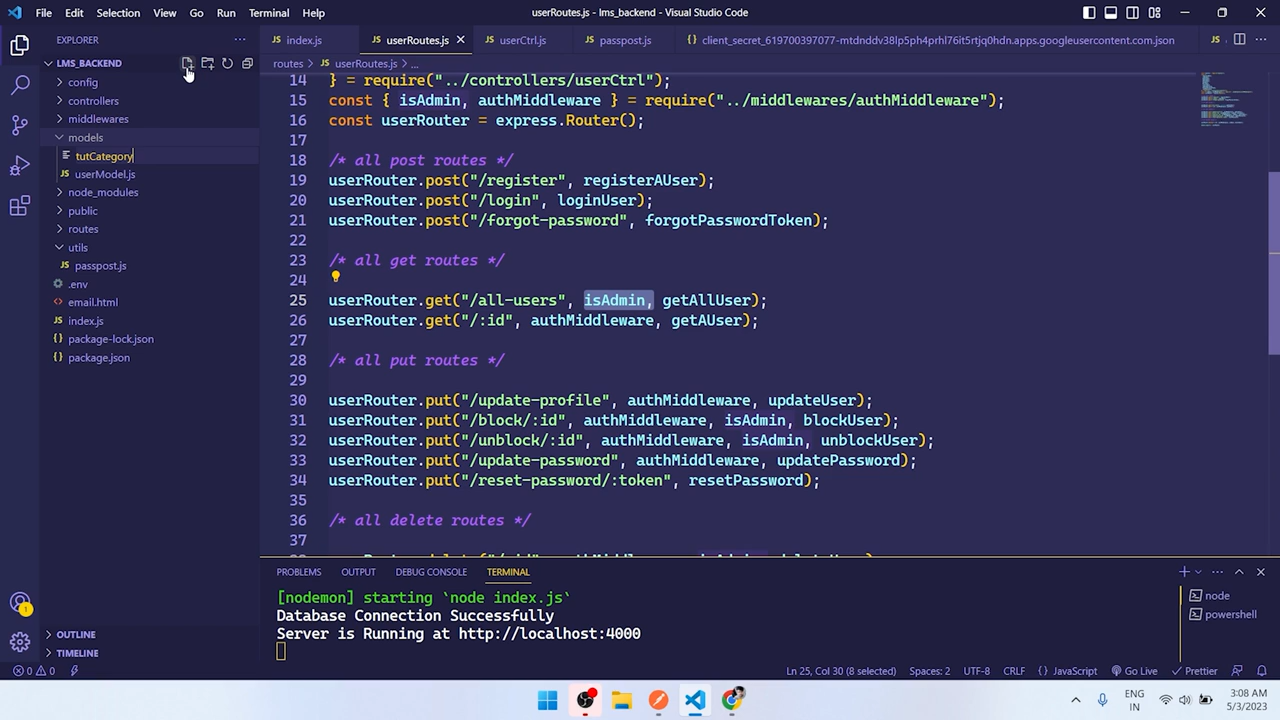 File Edit Selection View Go Run Terminal Help
userRoutes.js - lms_backend - Visual Studio Code
EXPLORER
LMS_BACKEND
config
controllers
middlewares
models
tutCategory
userModel.js
node_modules
public
routes
utils
passpost.js
.env
email.html
index.js
package-lock.json
package.json
OUTLINE
TIMELINE
index.js
userRoutes.js
userCtrl.js
passpost.js
routes > userRoutes.js > ...
14 } = require("../controllers/userCtrl");
15 const { isAdmin, authMiddleware } = require("../middlewares/authMiddleware");
16 const userRouter = express.Router();
17
18 /* all post routes */
19 userRouter.post("/register", registerAUser);
20 userRouter.post("/login", loginUser);
21 userRouter.post("/forgot-password", forgotPasswordToken);
22
23 /* all get routes */
24
25 userRouter.get("/all-users", isAdmin, getAllUser);
26 userRouter.get("/:id", authMiddleware, getAUser);
27
28 /* all put routes */
29
30 userRouter.put("/update-profile", authMiddleware, updateUser);
31 userRouter.put("/block/:id", authMiddleware, isAdmin, blockUser);
32 userRouter.put("/unblock/:id", authMiddleware, isAdmin, unblockUser);
33 userRouter.put("/update-password", authMiddleware, updatePassword);
34 userRouter.put("/reset-password/:token", resetPassword);
35
36 /* all delete routes */
37
PROBLEMS OUTPUT DEBUG CONSOLE TERMINAL
[nodemon] starting `node index.js`
Database Connection Successfully
Server is Running at http://localhost:4000
node
powershell
0 0
Ln 25, Col 30 (8 selected) Spaces: 2 UTF-8 CRLF {} JavaScript Go Live Prettier
ENG
IN
3:08 AM
5/3/2023